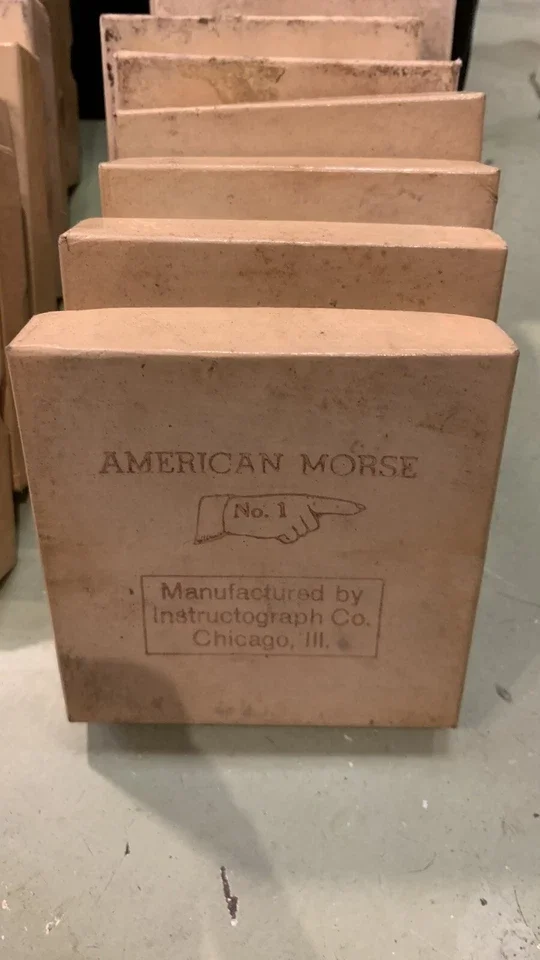 AMERICAN MORSE
No. 1
Manufactured by
Instructograph Co.
Chicago, Ill.